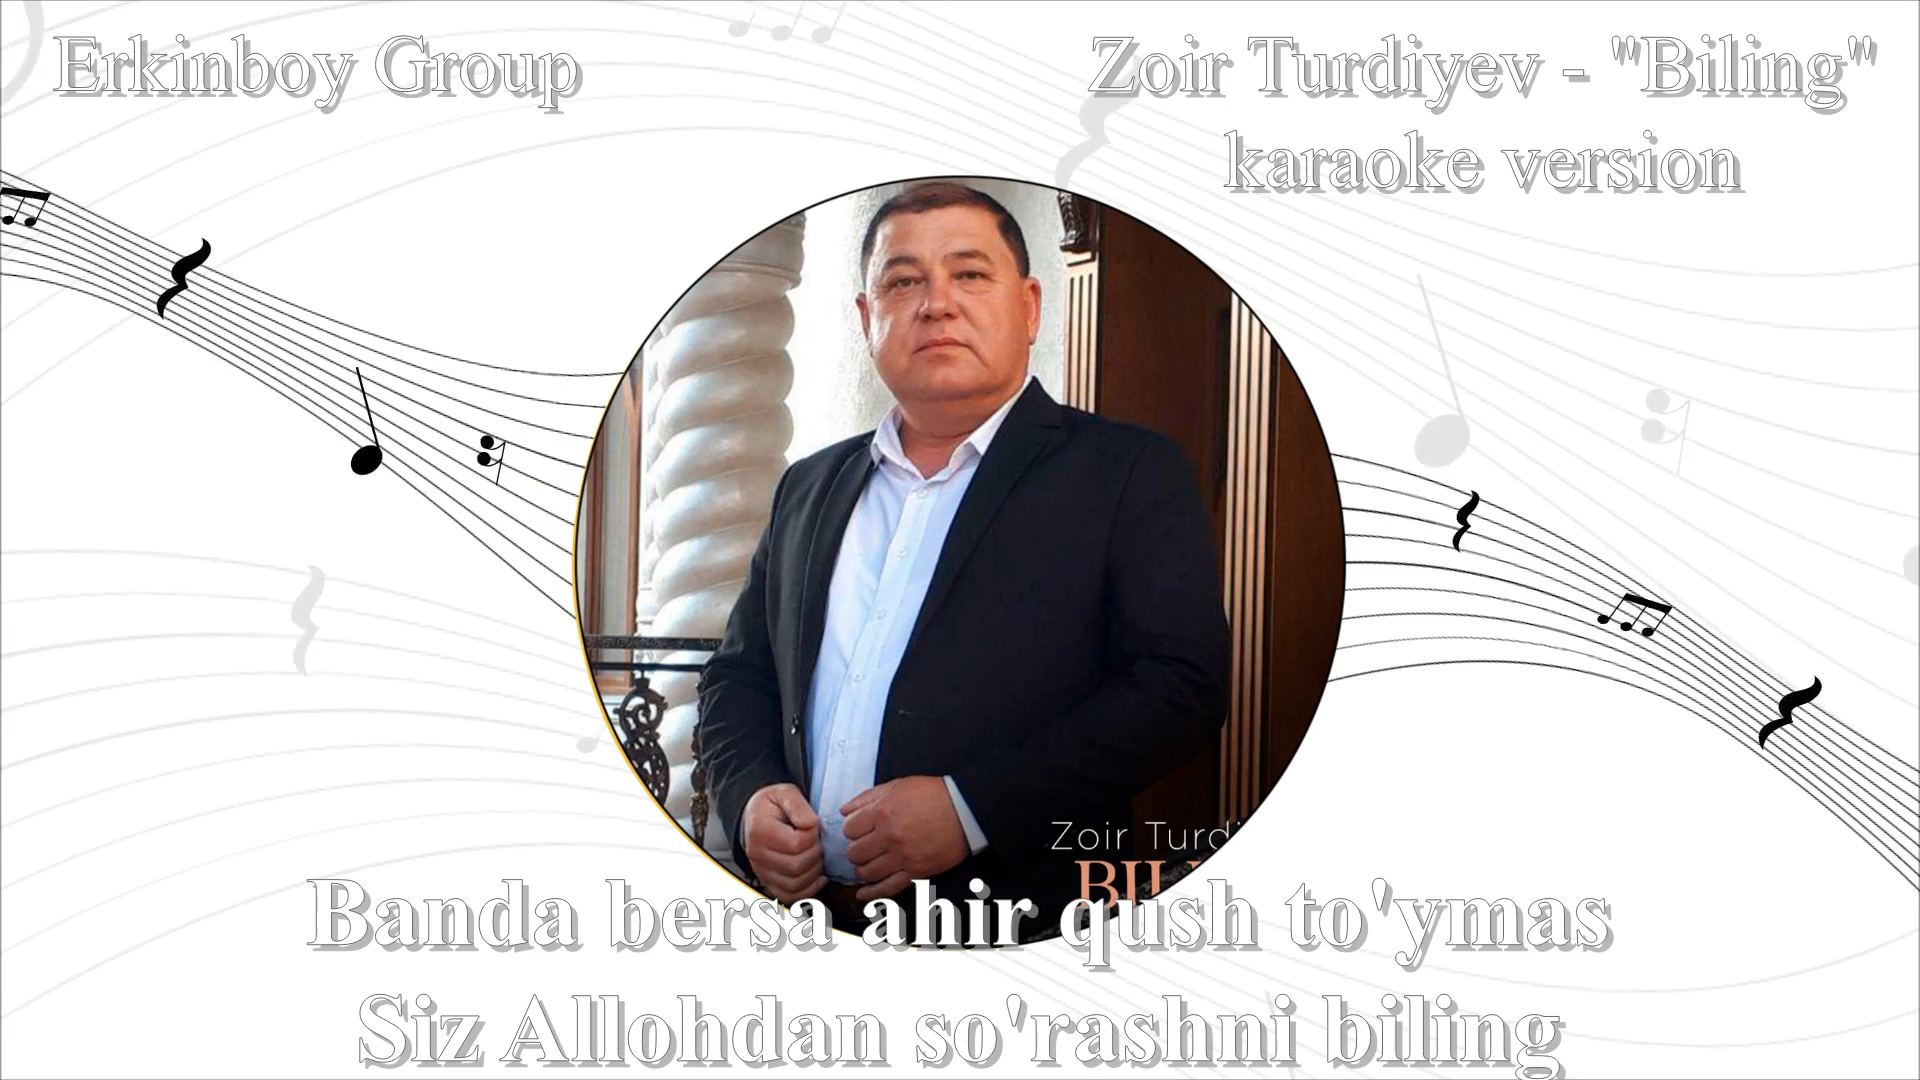 Erkinboy Group
Zoir Turdiyev - "Biling"
karaoke version
Zoir Turdi
BIL
Banda bersa ahir qush to'ymas
Siz Allohdan so'rashni biling